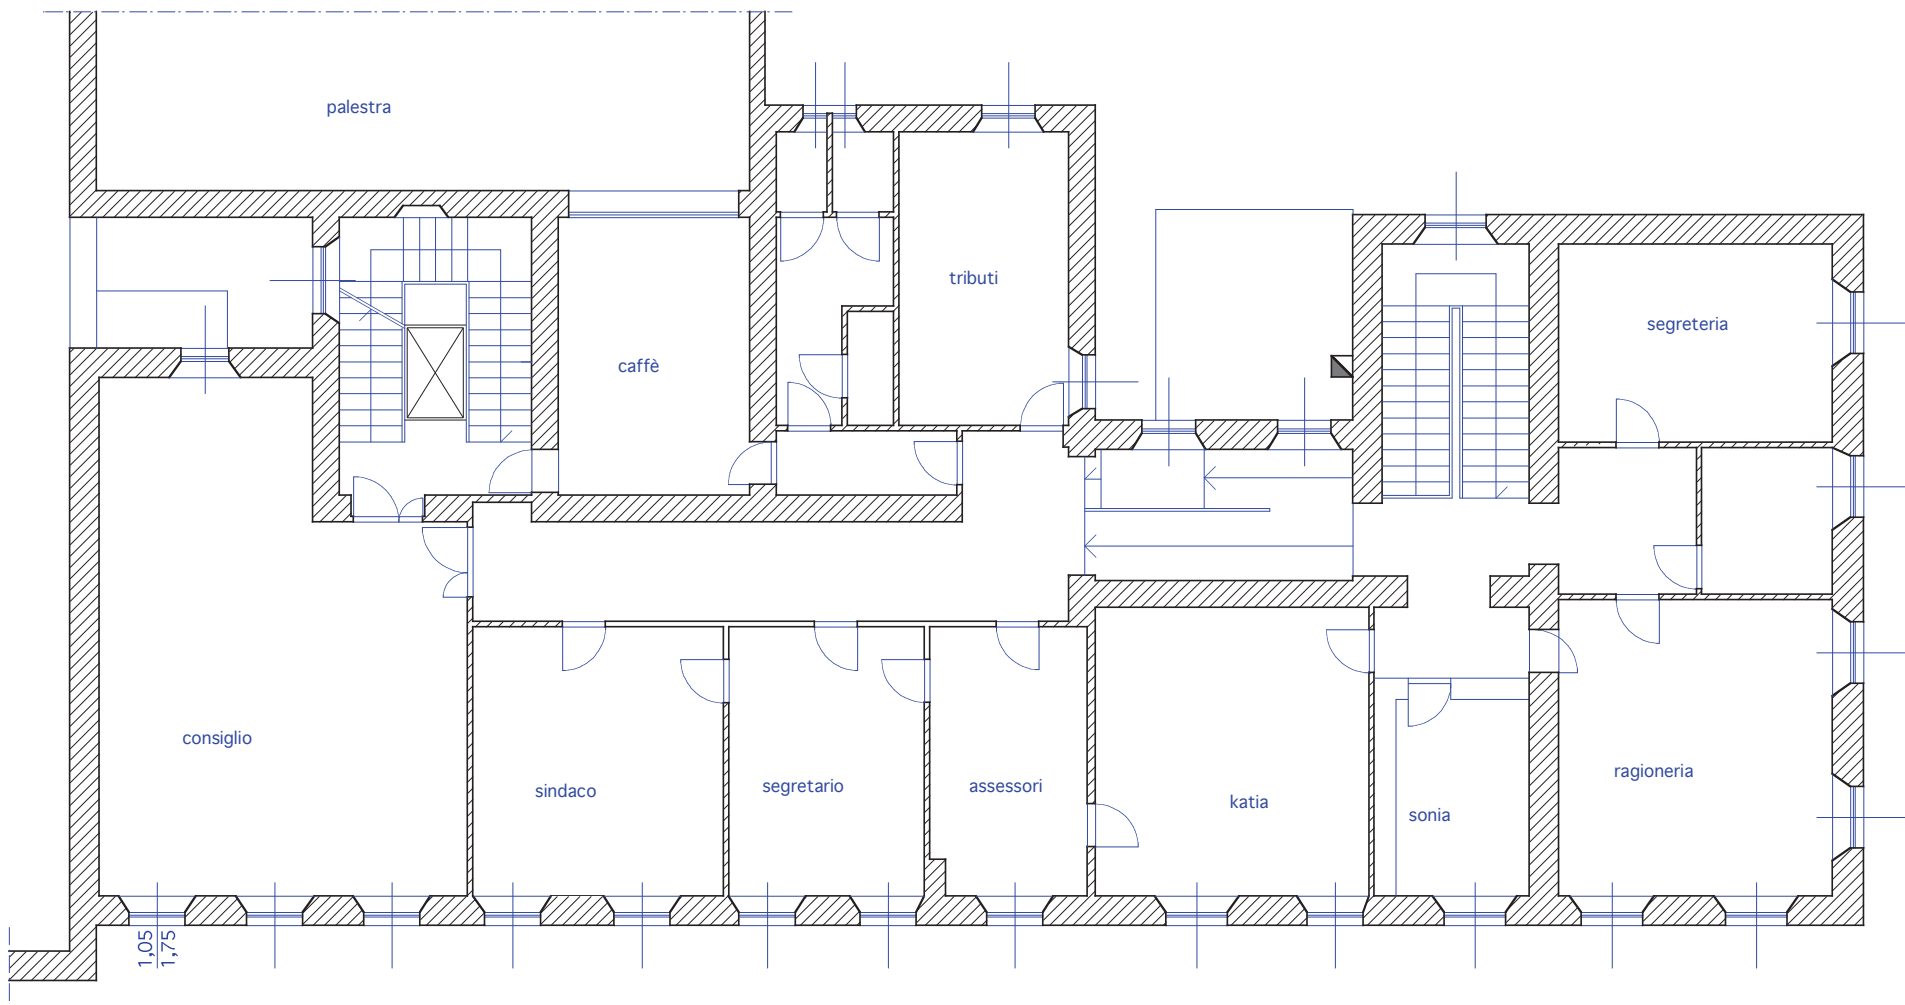 palestra
tributi
segreteria
caffè
consiglio
sindaco
segretario
assessori
katia
sonia
ragioneria
1,05
1,75